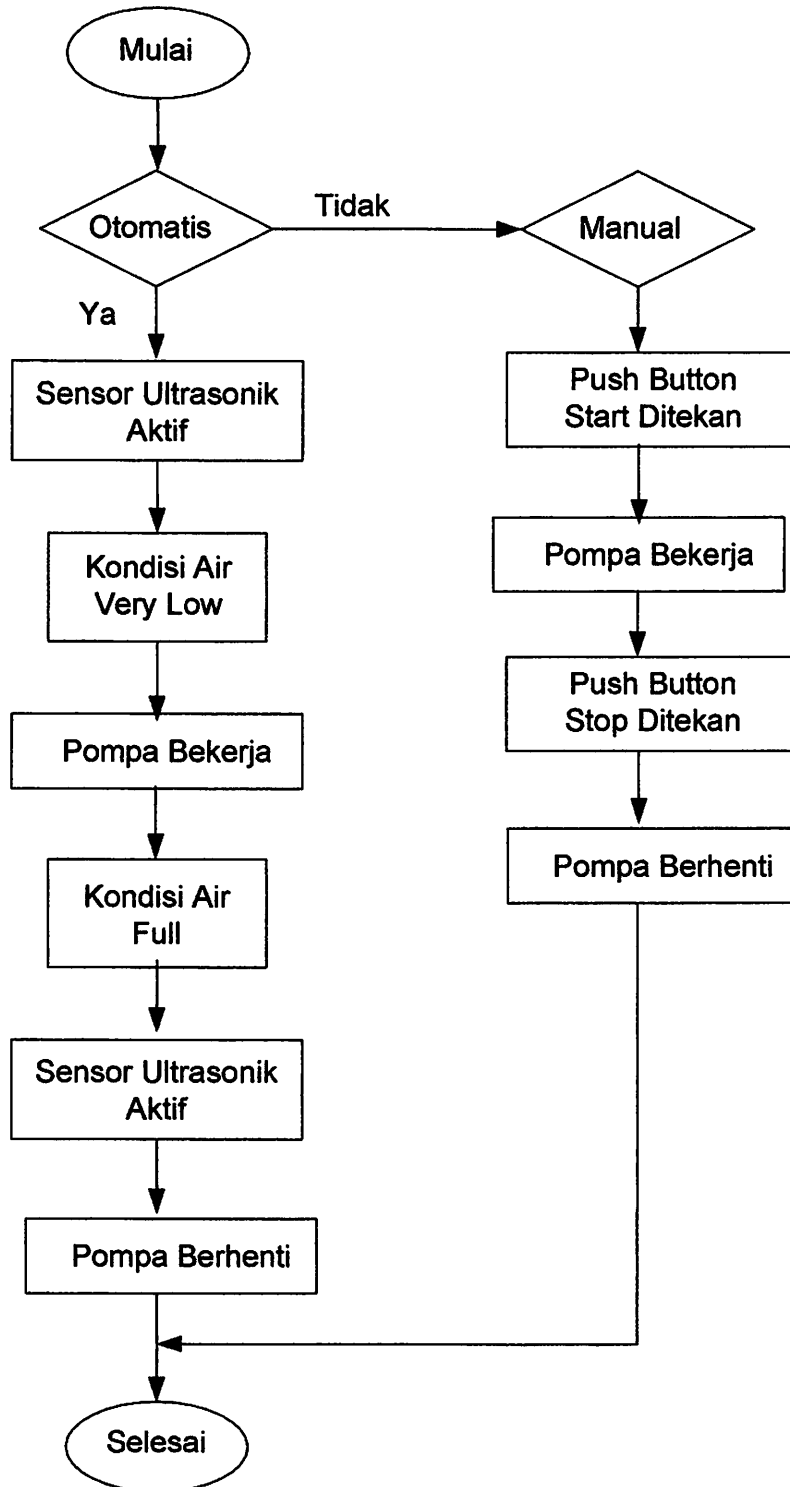 Mulai
Otomatis
Tidak
Manual
Ya
Sensor Ultrasonik
Aktif
Kondisi Air
Very Low
Pompa Bekerja
Kondisi Air
Full
Sensor Ultrasonik
Aktif
Pompa Berhenti
Push Button
Start Ditekan
Pompa Bekerja
Push Button
Stop Ditekan
Pompa Berhenti
Selesai